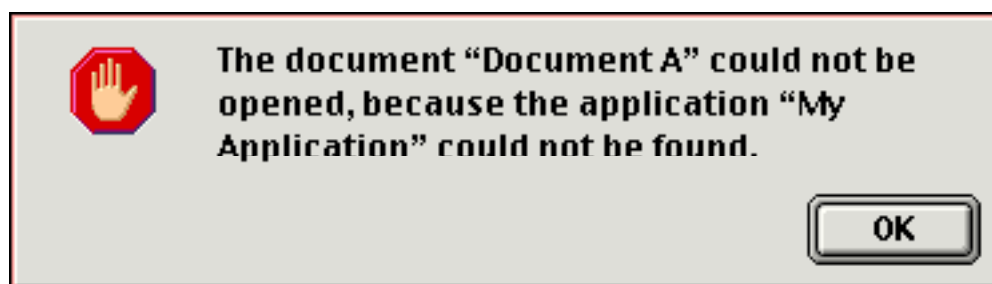 The document “Document A” could not be
opened, because the application “My
Application” could not be found.
OK